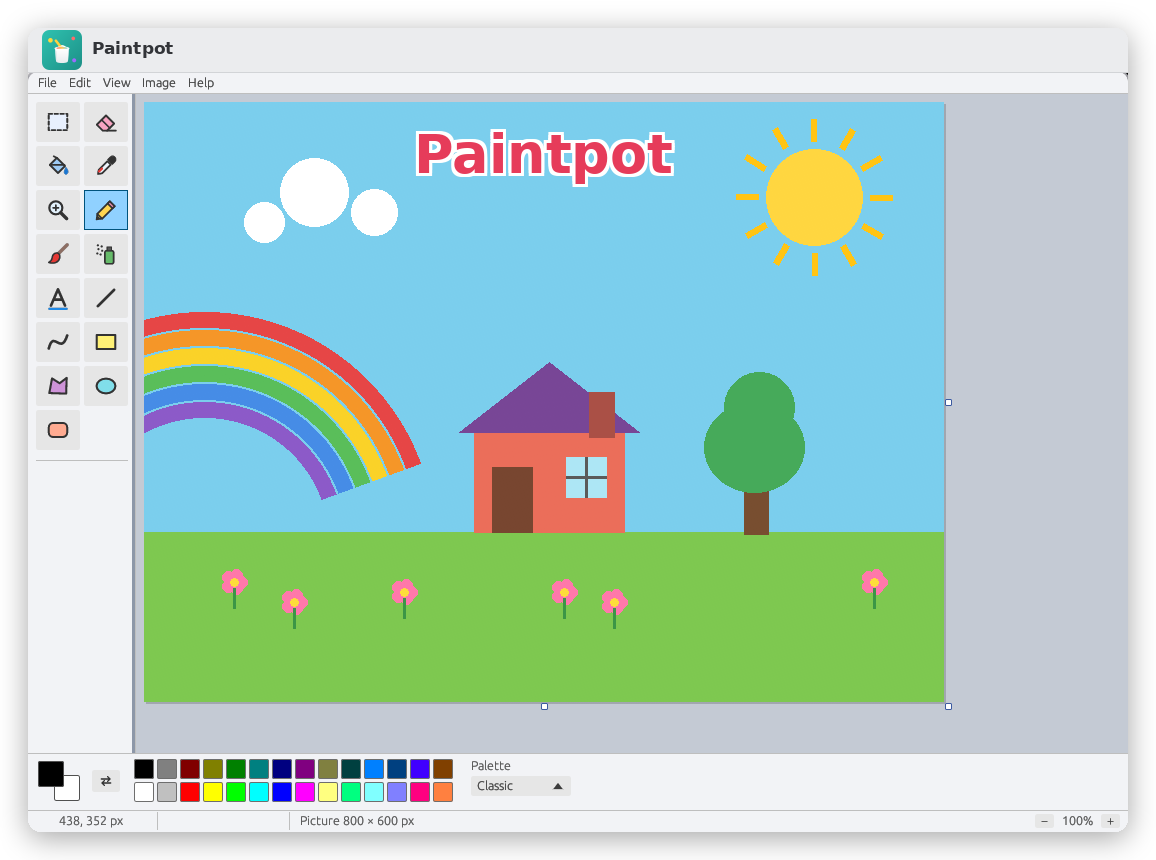 Paintpot
File Edit View Image Help
Paintpot
Palette
Classic
438, 352 px Picture 800 × 600 px − 100% +